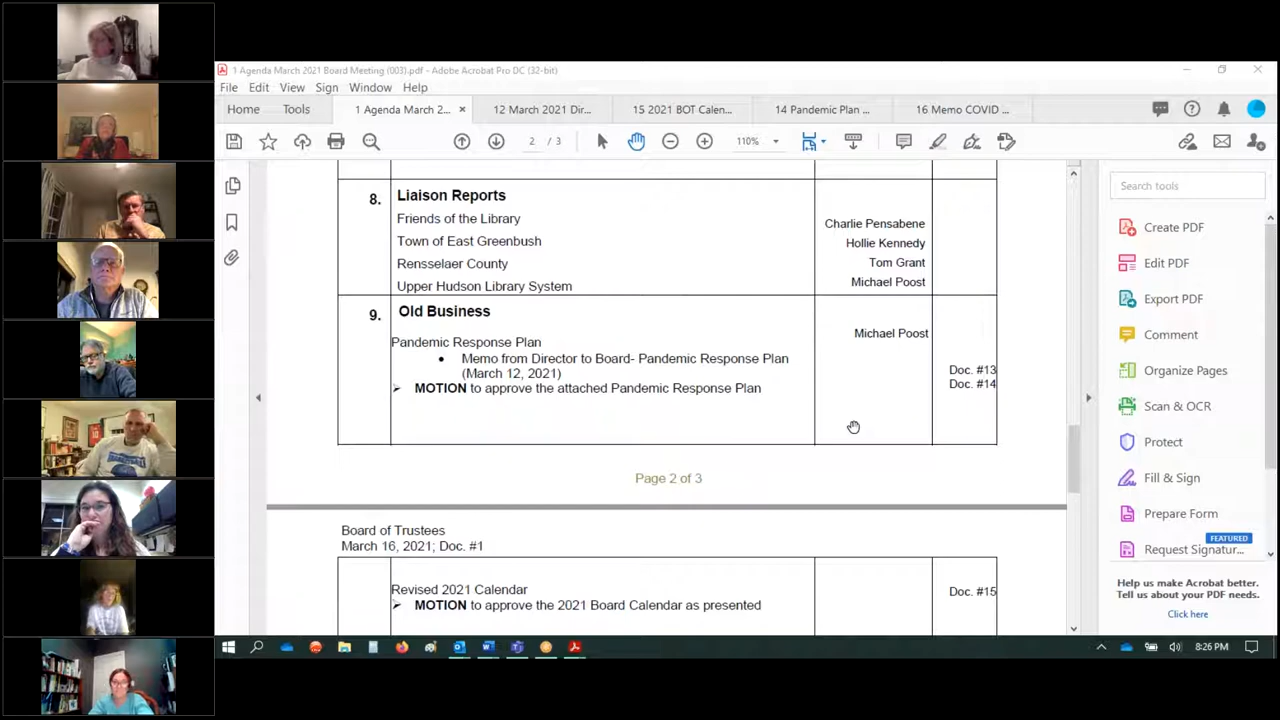 1 Agenda March 2021 Board Meeting (003).pdf - Adobe Acrobat Pro DC (32-bit)
File Edit View Sign Window Help
Home Tools 1 Agenda March 2... × 12 March 2021 Dir... 15 2021 BOT Calen... 14 Pandemic Plan ... 16 Memo COVID ...
2 / 3 110%
8. Liaison Reports
Friends of the Library Charlie Pensabene
Town of East Greenbush Hollie Kennedy
Rensselaer County Tom Grant
Upper Hudson Library System Michael Poost
9. Old Business
Michael Poost
Pandemic Response Plan
• Memo from Director to Board- Pandemic Response Plan
(March 12, 2021) Doc. #13
➢ MOTION to approve the attached Pandemic Response Plan Doc. #14
Page 2 of 3
Board of Trustees
March 16, 2021; Doc. #1
Revised 2021 Calendar Doc. #15
➢ MOTION to approve the 2021 Board Calendar as presented
Search tools
Create PDF
Edit PDF
Export PDF
Comment
Organize Pages
Scan & OCR
Protect
Fill & Sign
Prepare Form
FEATURED
Request Signatur...
Help us make Acrobat better.
Tell us about your PDF needs.
Click here
8:26 PM